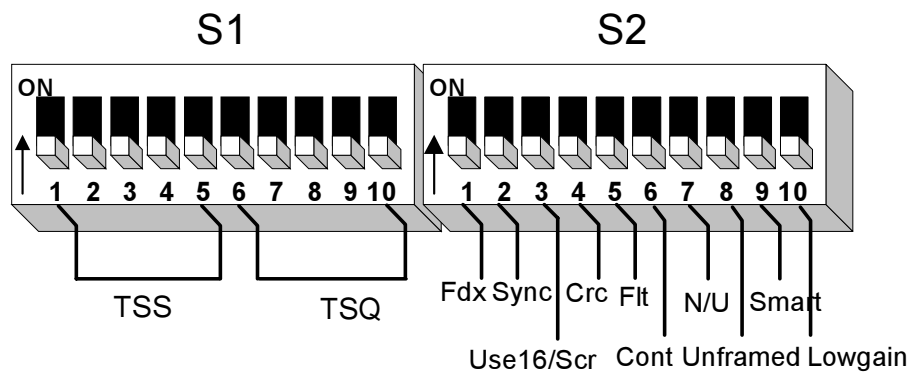 S1 S2
ON ON
1 2 3 4 5 6 7 8 9 10 1 2 3 4 5 6 7 8 9 10
TSS TSQ Fdx Sync Crc Flt N/U Smart
Use16/Scr Cont Unframed Lowgain